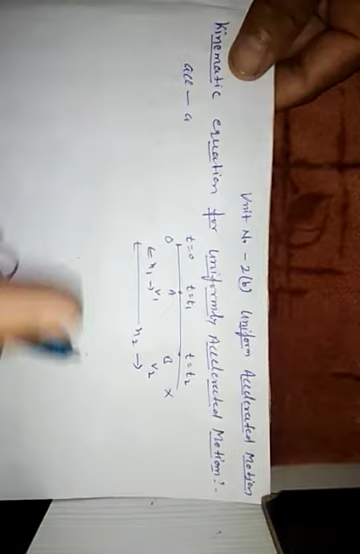 Unit No - 2(b) Uniform Accelerated Motion
Kinematic equation for Uniformly Accelerated Motion :-
acc - a
t=0 t=t₁ t=t₂
O A B X
← x₁ → v₁ v₂
x₂ →